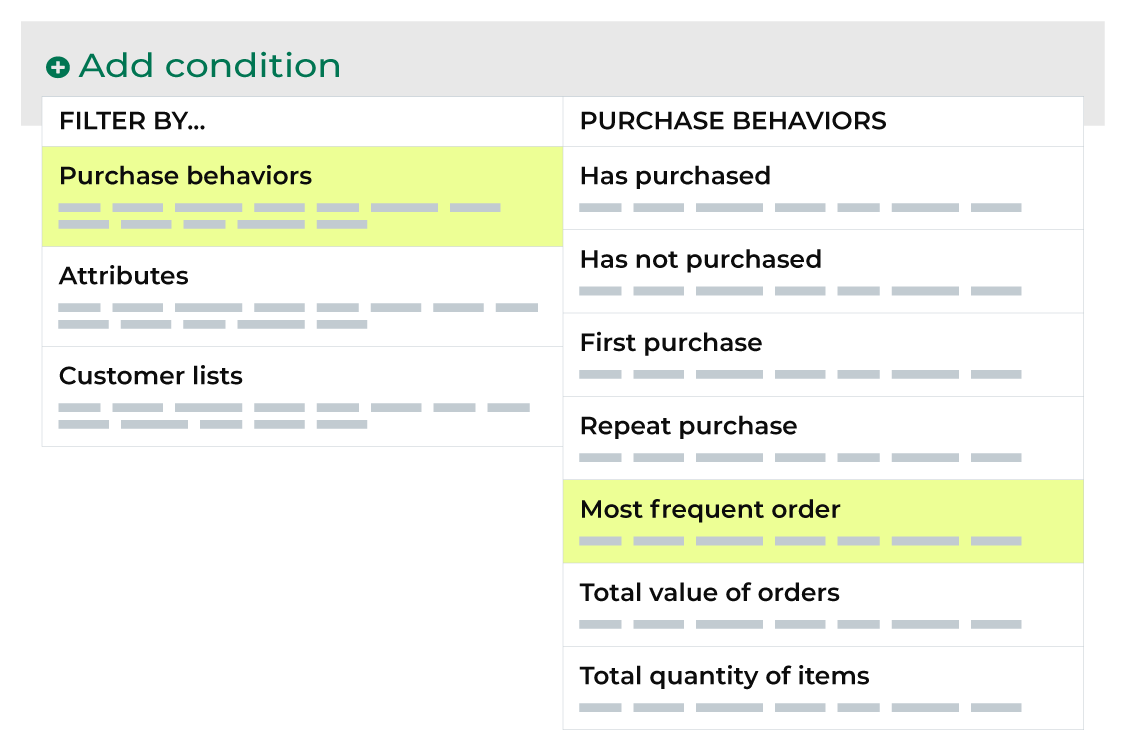 Add condition
FILTER BY...
Purchase behaviors
Attributes
Customer lists
PURCHASE BEHAVIORS
Has purchased
Has not purchased
First purchase
Repeat purchase
Most frequent order
Total value of orders
Total quantity of items